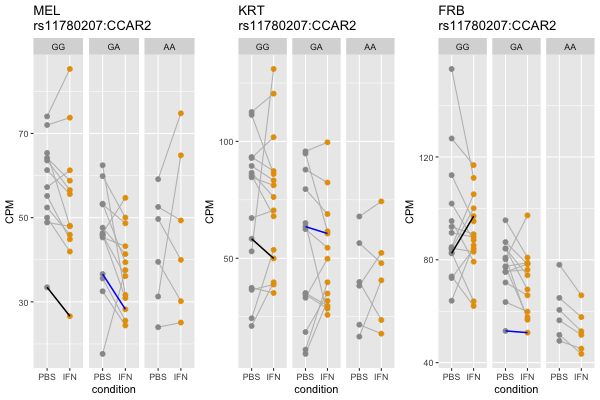 MEL
rs11780207:CCAR2
GG GA AA
CPM
70
50
30
PBS IFN PBS IFN PBS IFN
condition
KRT
rs11780207:CCAR2
GG GA AA
CPM
100
50
PBS IFN PBS IFN PBS IFN
condition
FRB
rs11780207:CCAR2
GG GA AA
CPM
120
80
40
PBS IFN PBS IFN PBS IFN
condition